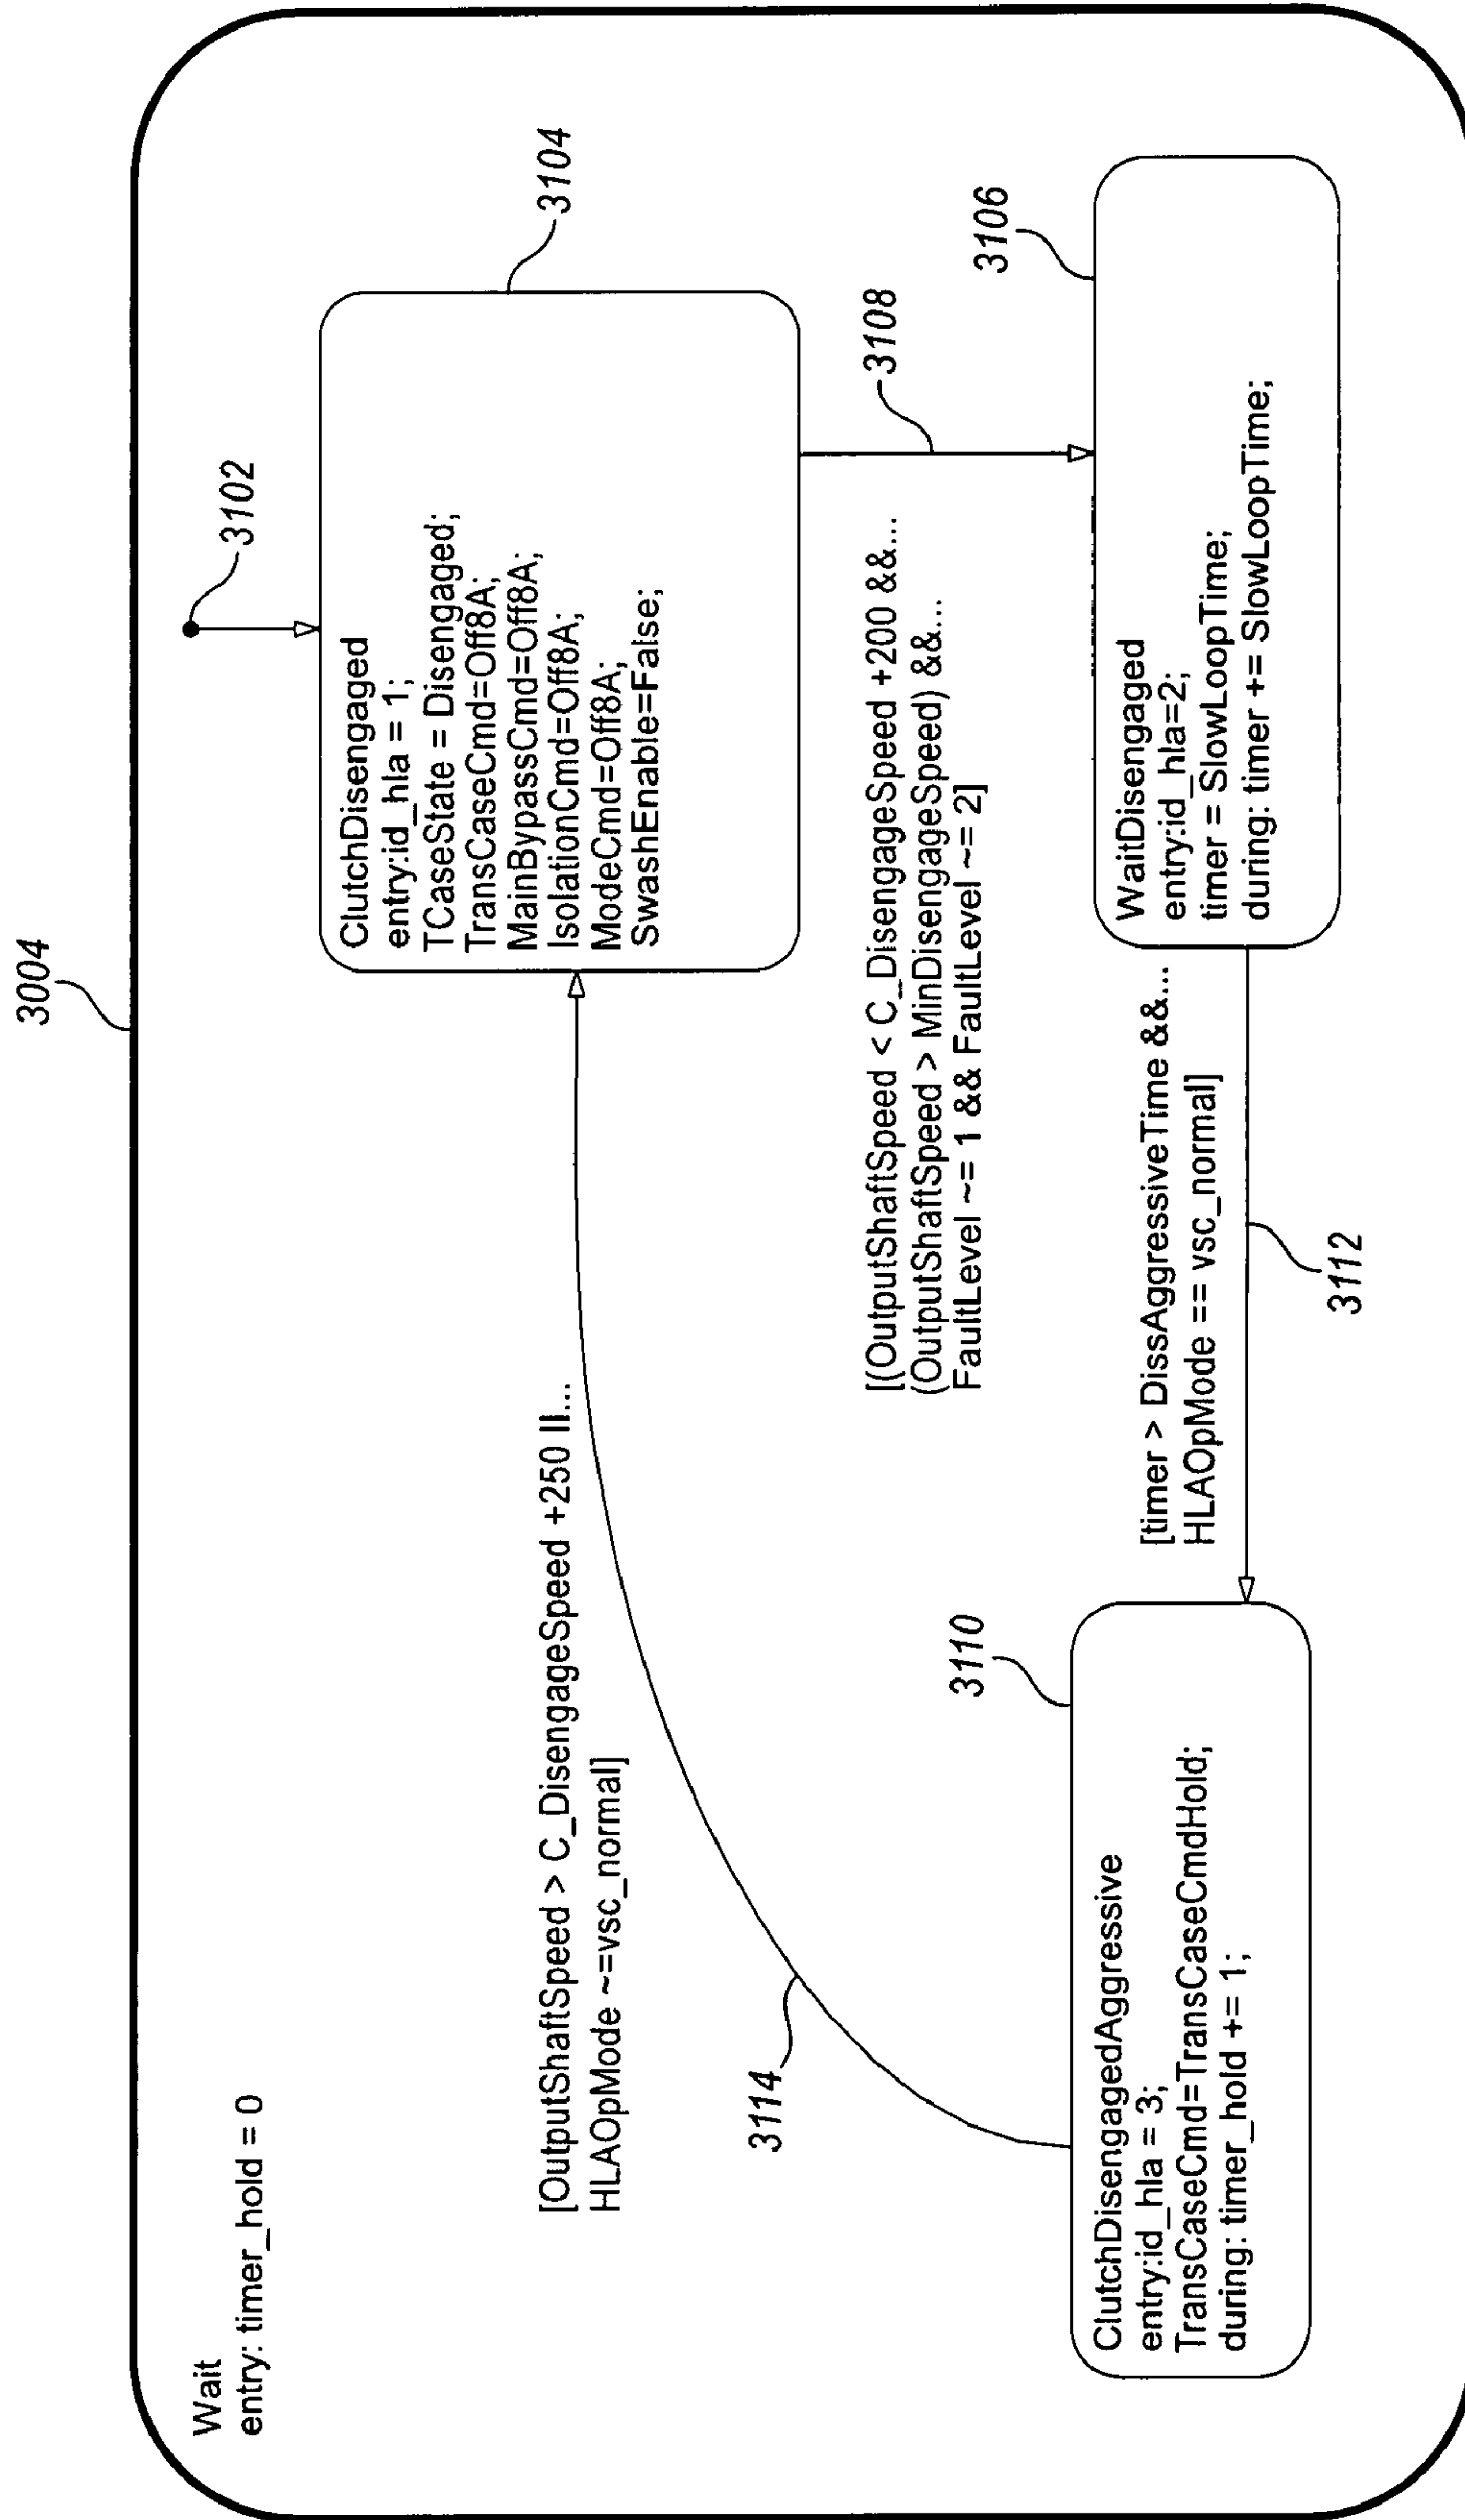 3004
Wait
entry: timer_hold = 0
3102
ClutchDisengaged
entry:id_hla = 1;
TCaseState = Disengaged;
TransCaseCmd=Off8A;
MainBypassCmd=Off8A;
IsolationCmd=Off8A;
ModeCmd=Off8A;
SwashEnable=False;
3104
[OutputShaftSpeed > C_DisengageSpeed +250 II...
HLAOpMode ~=vsc_normal]
3114
3108
[(OutputShaftSpeed < C_DisengageSpeed +200 &&...
(OutputShaftSpeed > MinDisengageSpeed) &&...
FaultLevel ~= 1 && FaultLevel ~= 2]
3110
ClutchDisengagedAggressive
entry:id_hla = 3;
TransCaseCmd=TransCaseCmdHold;
during: timer_hold += 1;
[timer > DissAggressiveTime &&...
HLAOpMode == vsc_normal]
3112
3106
WaitDisengaged
entry:id_hla=2;
timer = SlowLoopTime;
during: timer += SlowLoopTime;